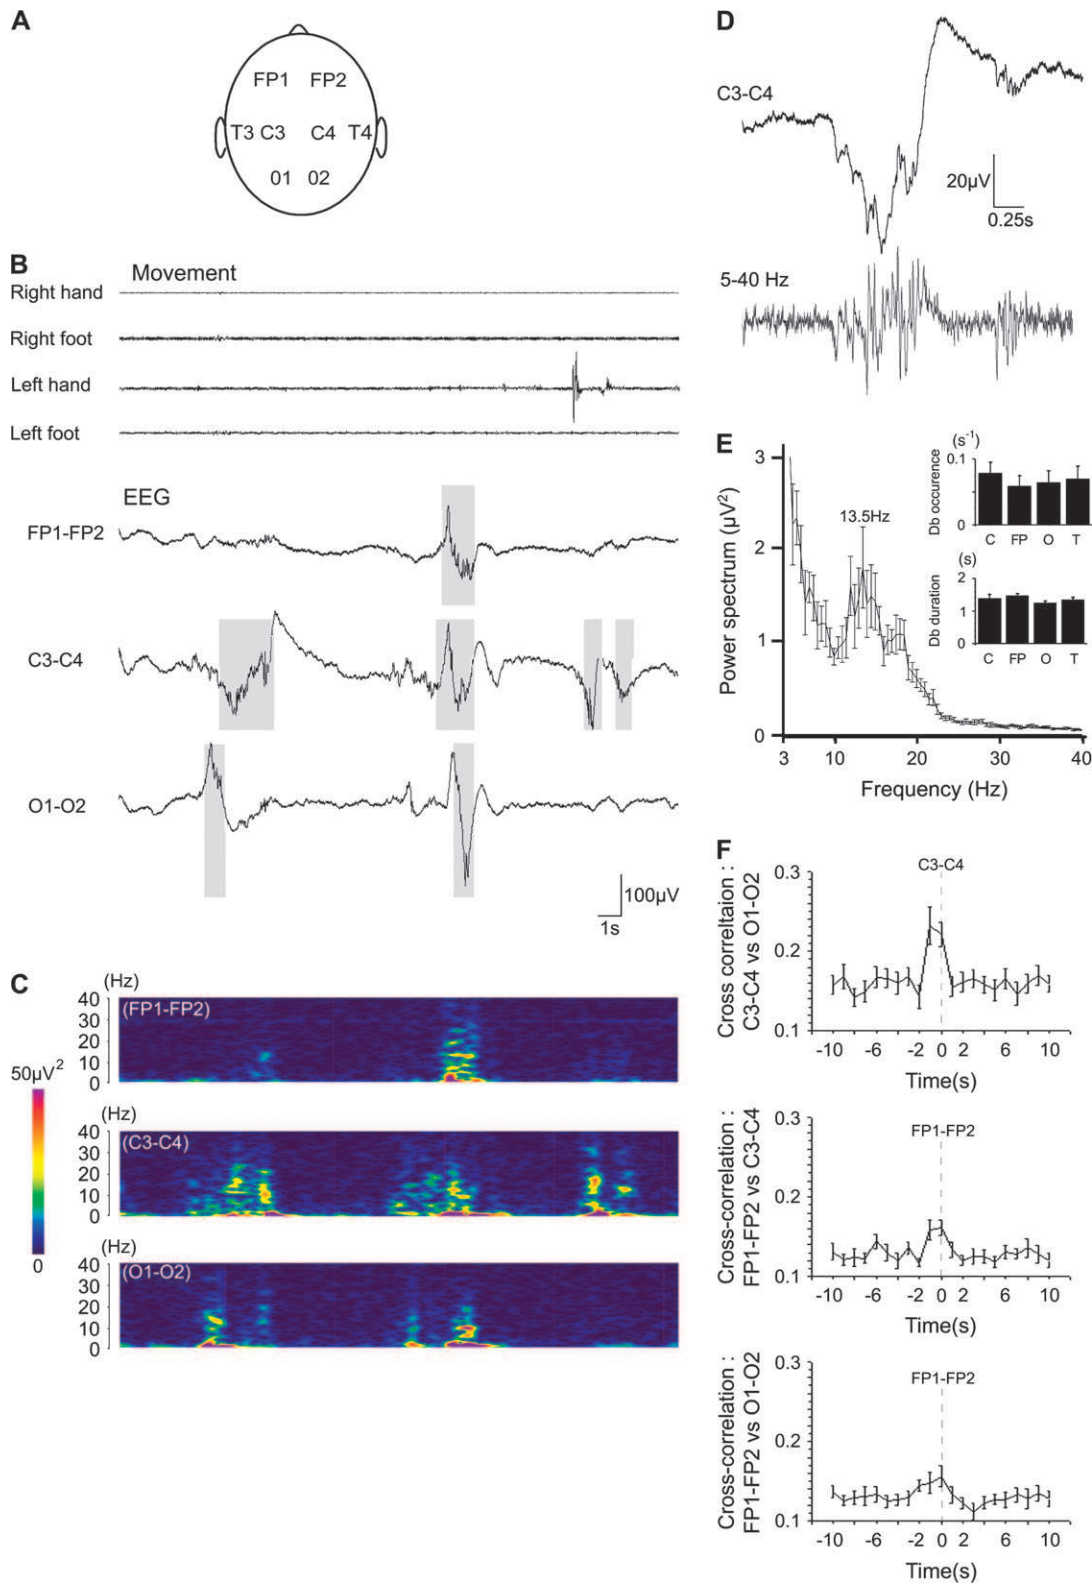 A
FP1 FP2
T3 C3 C4 T4
01 02
B
Movement
Right hand
Right foot
Left hand
Left foot
EEG
FP1-FP2
C3-C4
O1-O2
100µV
1s
C
50µV²
0
(Hz)
40
30
20
10
0
(FP1-FP2)
(Hz)
40
30
20
10
0
(C3-C4)
(Hz)
40
30
20
10
0
(O1-O2)
D
C3-C4
20µV
0.25s
5-40 Hz
E
Power spectrum (µV²)
3
2
1
0
13.5Hz
3 10 20 30 40
Frequency (Hz)
(s⁻¹)
Db occurence
0.1
0
C FP O T
(s)
Db duration
2
1
0
C FP O T
F
Cross correltaion :
C3-C4 vs O1-O2
C3-C4
0.3
0.2
0.1
-10 -6 -2 0 2 6 10
Time(s)
Cross-correlation :
FP1-FP2 vs C3-C4
FP1-FP2
0.3
0.2
0.1
-10 -6 -2 0 2 6 10
Time(s)
Cross-correlation :
FP1-FP2 vs O1-O2
FP1-FP2
0.3
0.2
0.1
-10 -6 -2 0 2 6 10
Time(s)